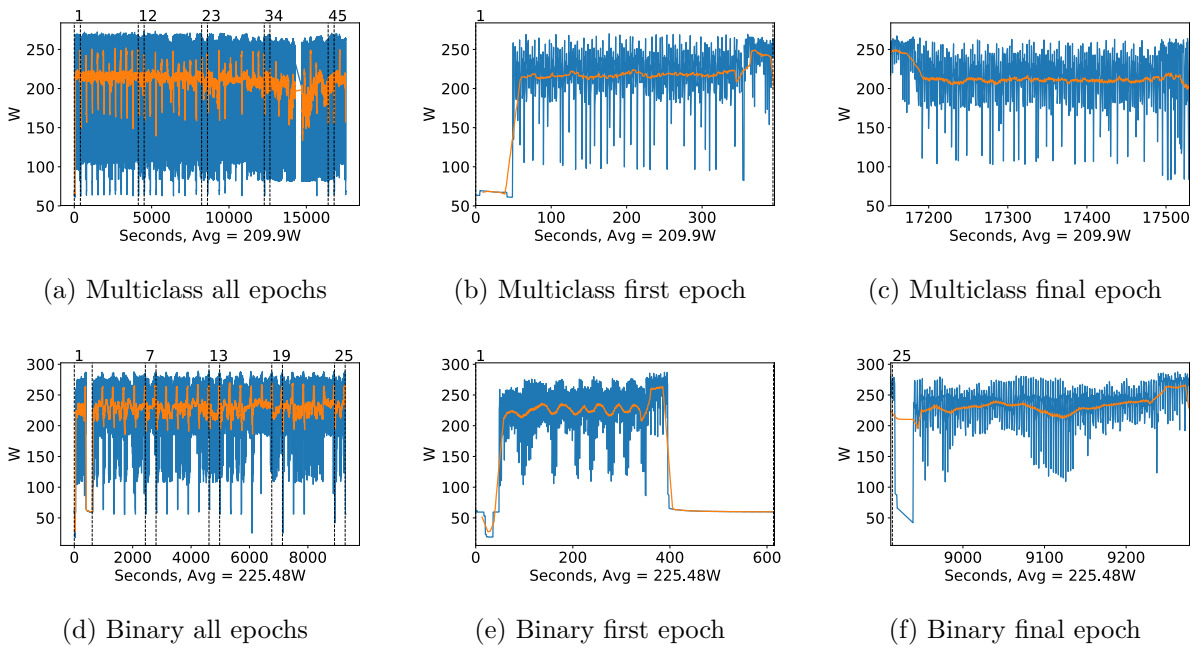 1 12 23 34 45
250
200
150
100
50
W
0 5000 10000 15000
Seconds, Avg = 209.9W
(a) Multiclass all epochs
1
250
200
150
100
50
W
0 100 200 300
Seconds, Avg = 209.9W
(b) Multiclass first epoch
250
200
150
100
50
W
17200 17300 17400 17500
Seconds, Avg = 209.9W
(c) Multiclass final epoch
1 7 13 19 25
300
250
200
150
100
50
W
0 2000 4000 6000 8000
Seconds, Avg = 225.48W
(d) Binary all epochs
1
300
250
200
150
100
50
W
0 200 400 600
Seconds, Avg = 225.48W
(e) Binary first epoch
25
300
250
200
150
100
50
W
9000 9100 9200
Seconds, Avg = 225.48W
(f) Binary final epoch